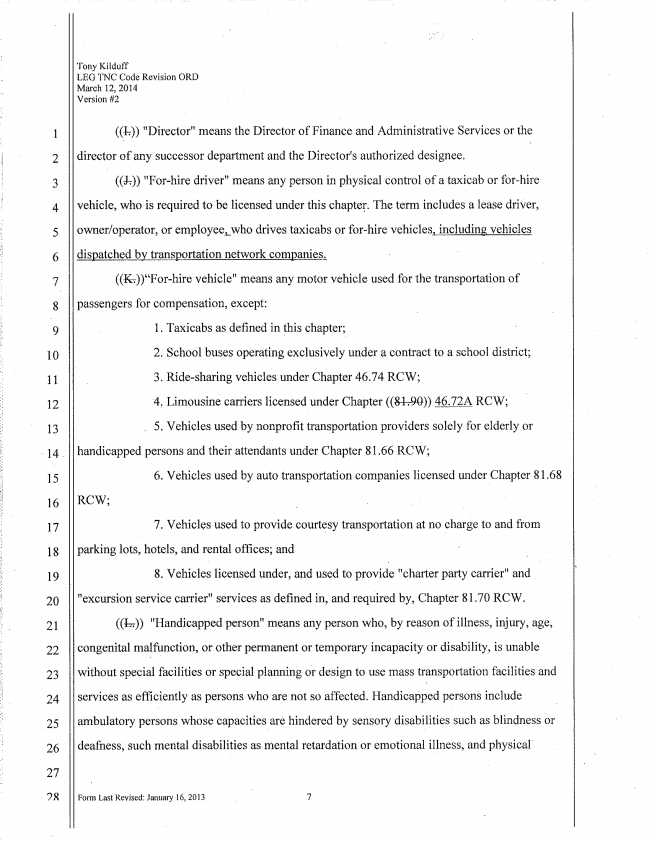 Tony Kilduff
LEG TNC Code Revision ORD
March 12, 2014
Version #2
1 ((I.)) "Director" means the Director of Finance and Administrative Services or the
2 director of any successor department and the Director's authorized designee.
3 ((J.)) "For-hire driver" means any person in physical control of a taxicab or for-hire
4 vehicle, who is required to be licensed under this chapter. The term includes a lease driver,
5 owner/operator, or employee, who drives taxicabs or for-hire vehicles, including vehicles
6 dispatched by transportation network companies.
7 ((K.))“For-hire vehicle" means any motor vehicle used for the transportation of
8 passengers for compensation, except:
9 1. Taxicabs as defined in this chapter;
10 2. School buses operating exclusively under a contract to a school district;
11 3. Ride-sharing vehicles under Chapter 46.74 RCW;
12 4. Limousine carriers licensed under Chapter ((81.90)) 46.72A RCW;
13 5. Vehicles used by nonprofit transportation providers solely for elderly or
14 handicapped persons and their attendants under Chapter 81.66 RCW;
15 6. Vehicles used by auto transportation companies licensed under Chapter 81.68
16 RCW;
17 7. Vehicles used to provide courtesy transportation at no charge to and from
18 parking lots, hotels, and rental offices; and
19 8. Vehicles licensed under, and used to provide "charter party carrier" and
20 "excursion service carrier" services as defined in, and required by, Chapter 81.70 RCW.
21 ((L.)) "Handicapped person" means any person who, by reason of illness, injury, age,
22 congenital malfunction, or other permanent or temporary incapacity or disability, is unable
23 without special facilities or special planning or design to use mass transportation facilities and
24 services as efficiently as persons who are not so affected. Handicapped persons include
25 ambulatory persons whose capacities are hindered by sensory disabilities such as blindness or
26 deafness, such mental disabilities as mental retardation or emotional illness, and physical
27
28 Form Last Revised: January 16, 2013 7